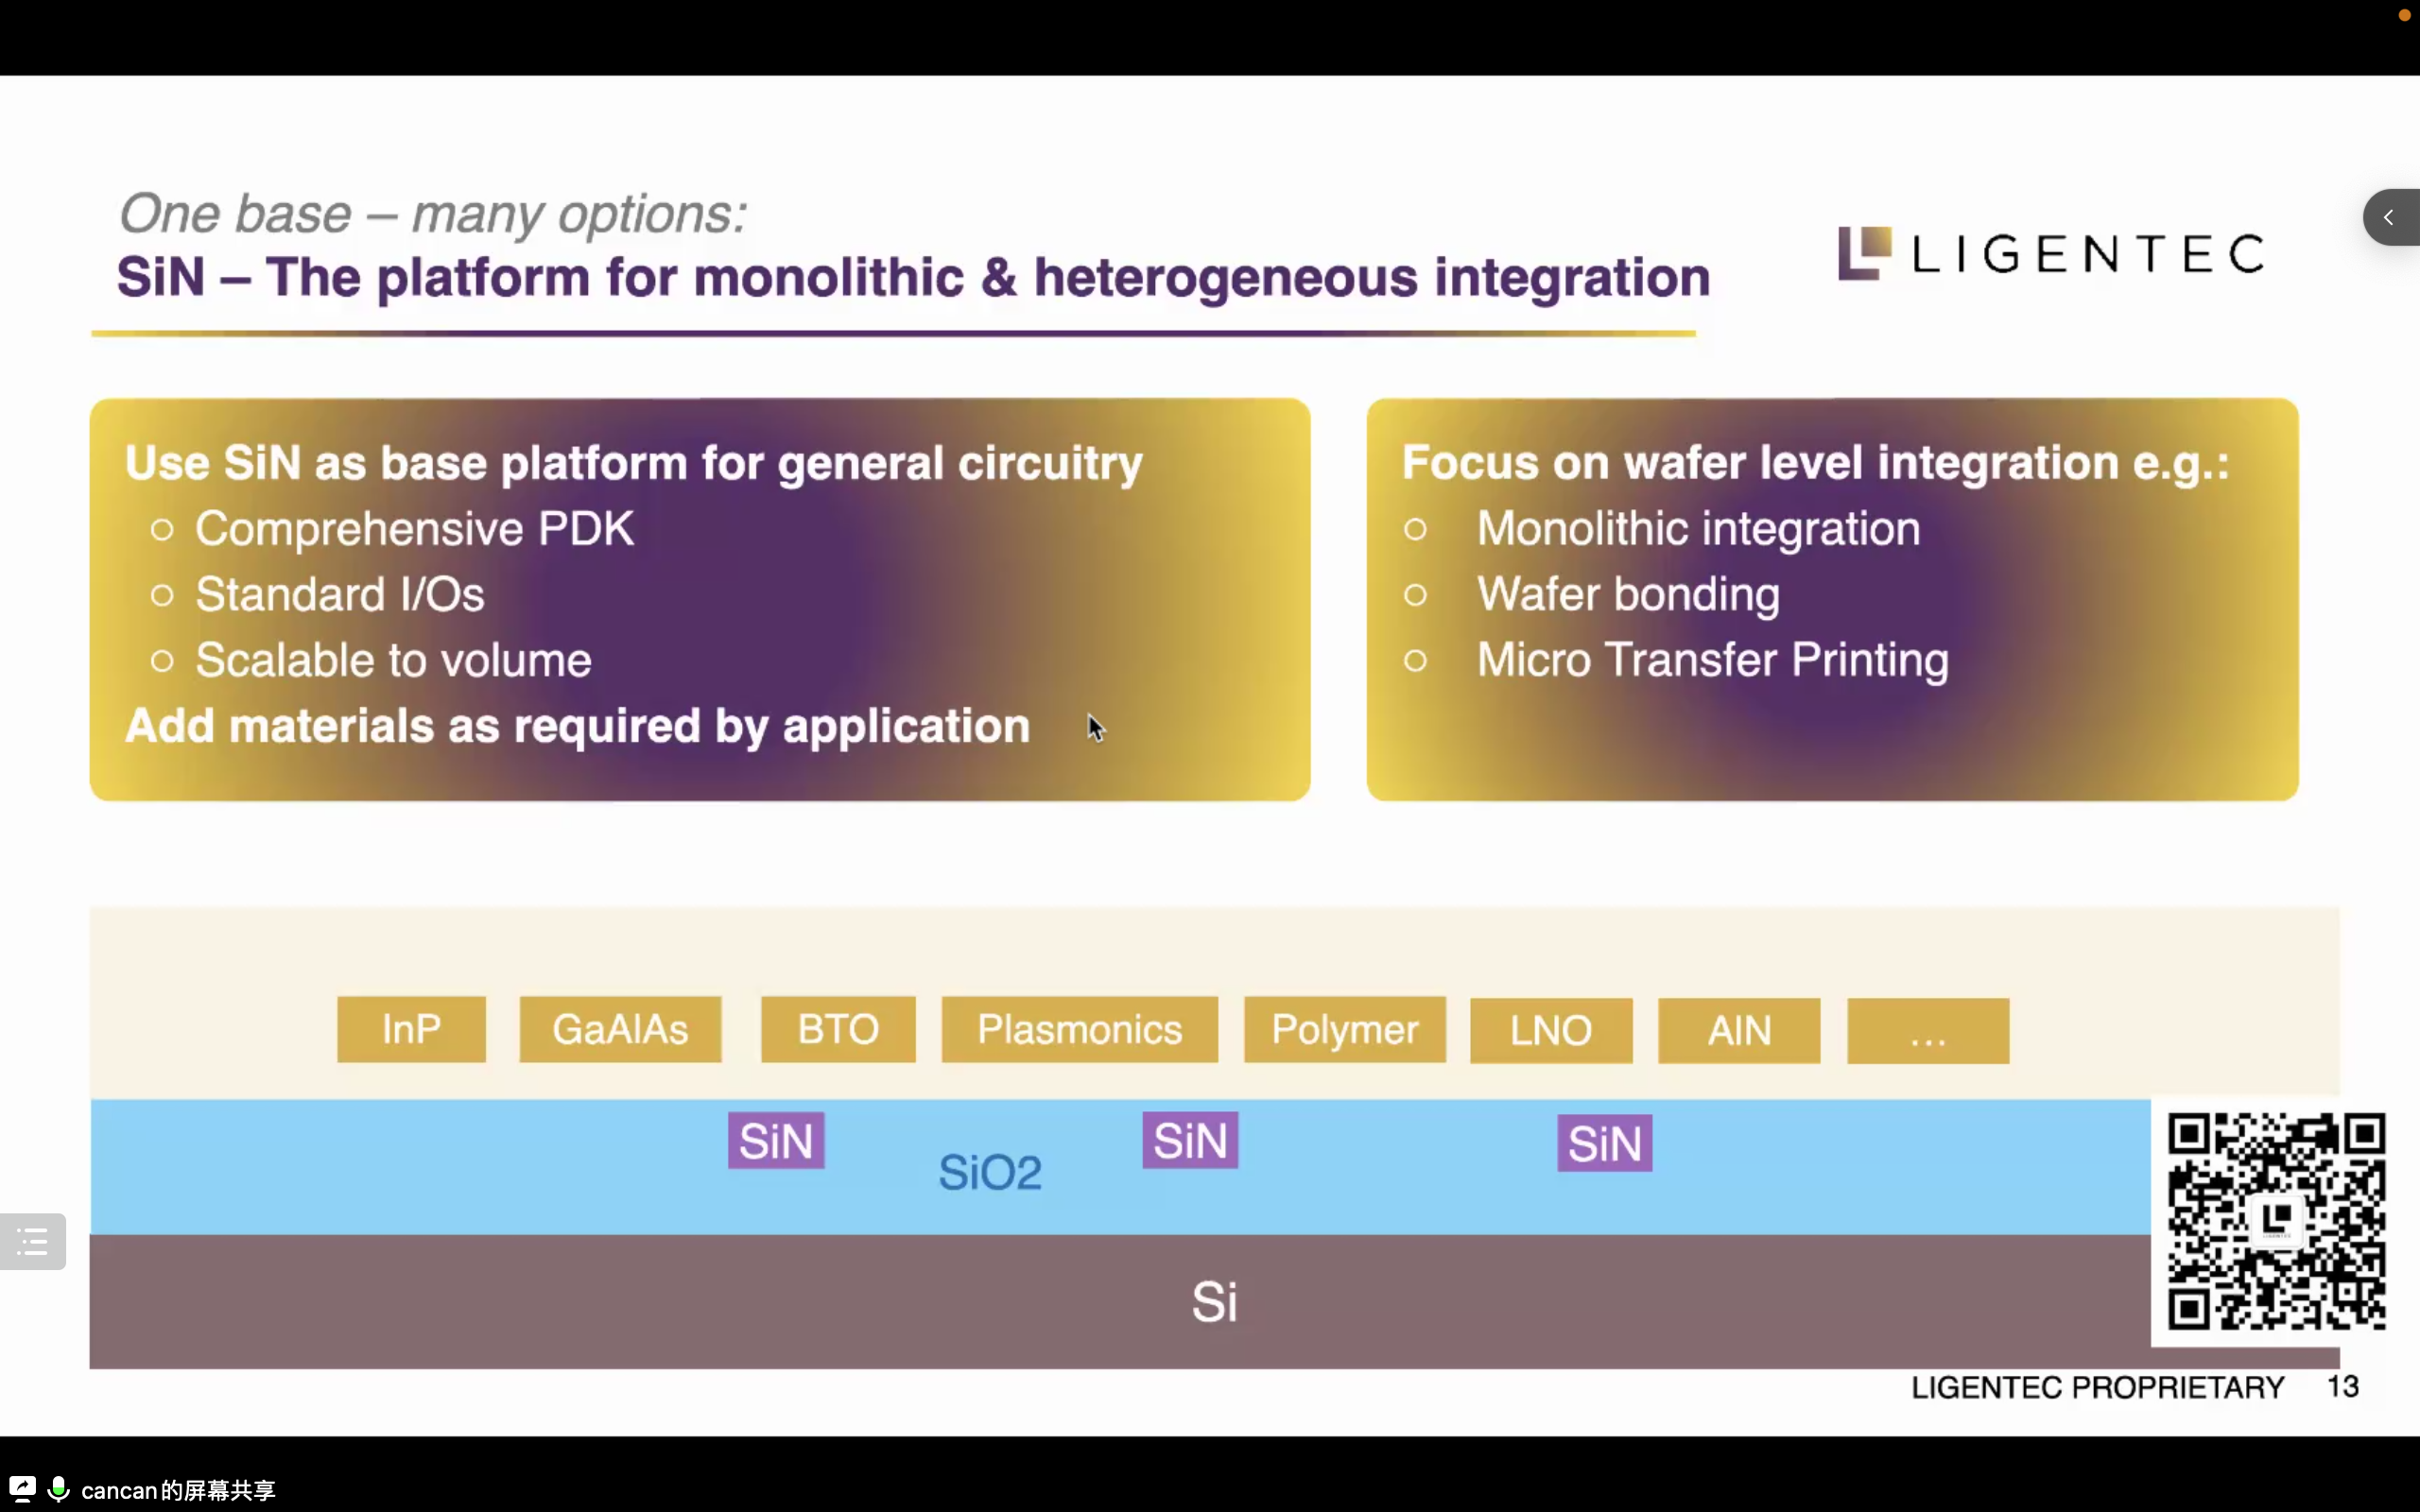 One base – many options:
SiN – The platform for monolithic & heterogeneous integration
LIGENTEC
Use SiN as base platform for general circuitry
Comprehensive PDK
Standard I/Os
Scalable to volume
Add materials as required by application
Focus on wafer level integration e.g.:
Monolithic integration
Wafer bonding
Micro Transfer Printing
InP GaAlAs BTO Plasmonics Polymer LNO AlN ...
SiN SiN SiN
SiO2
Si
LIGENTEC PROPRIETARY 13
cancan的屏幕共享